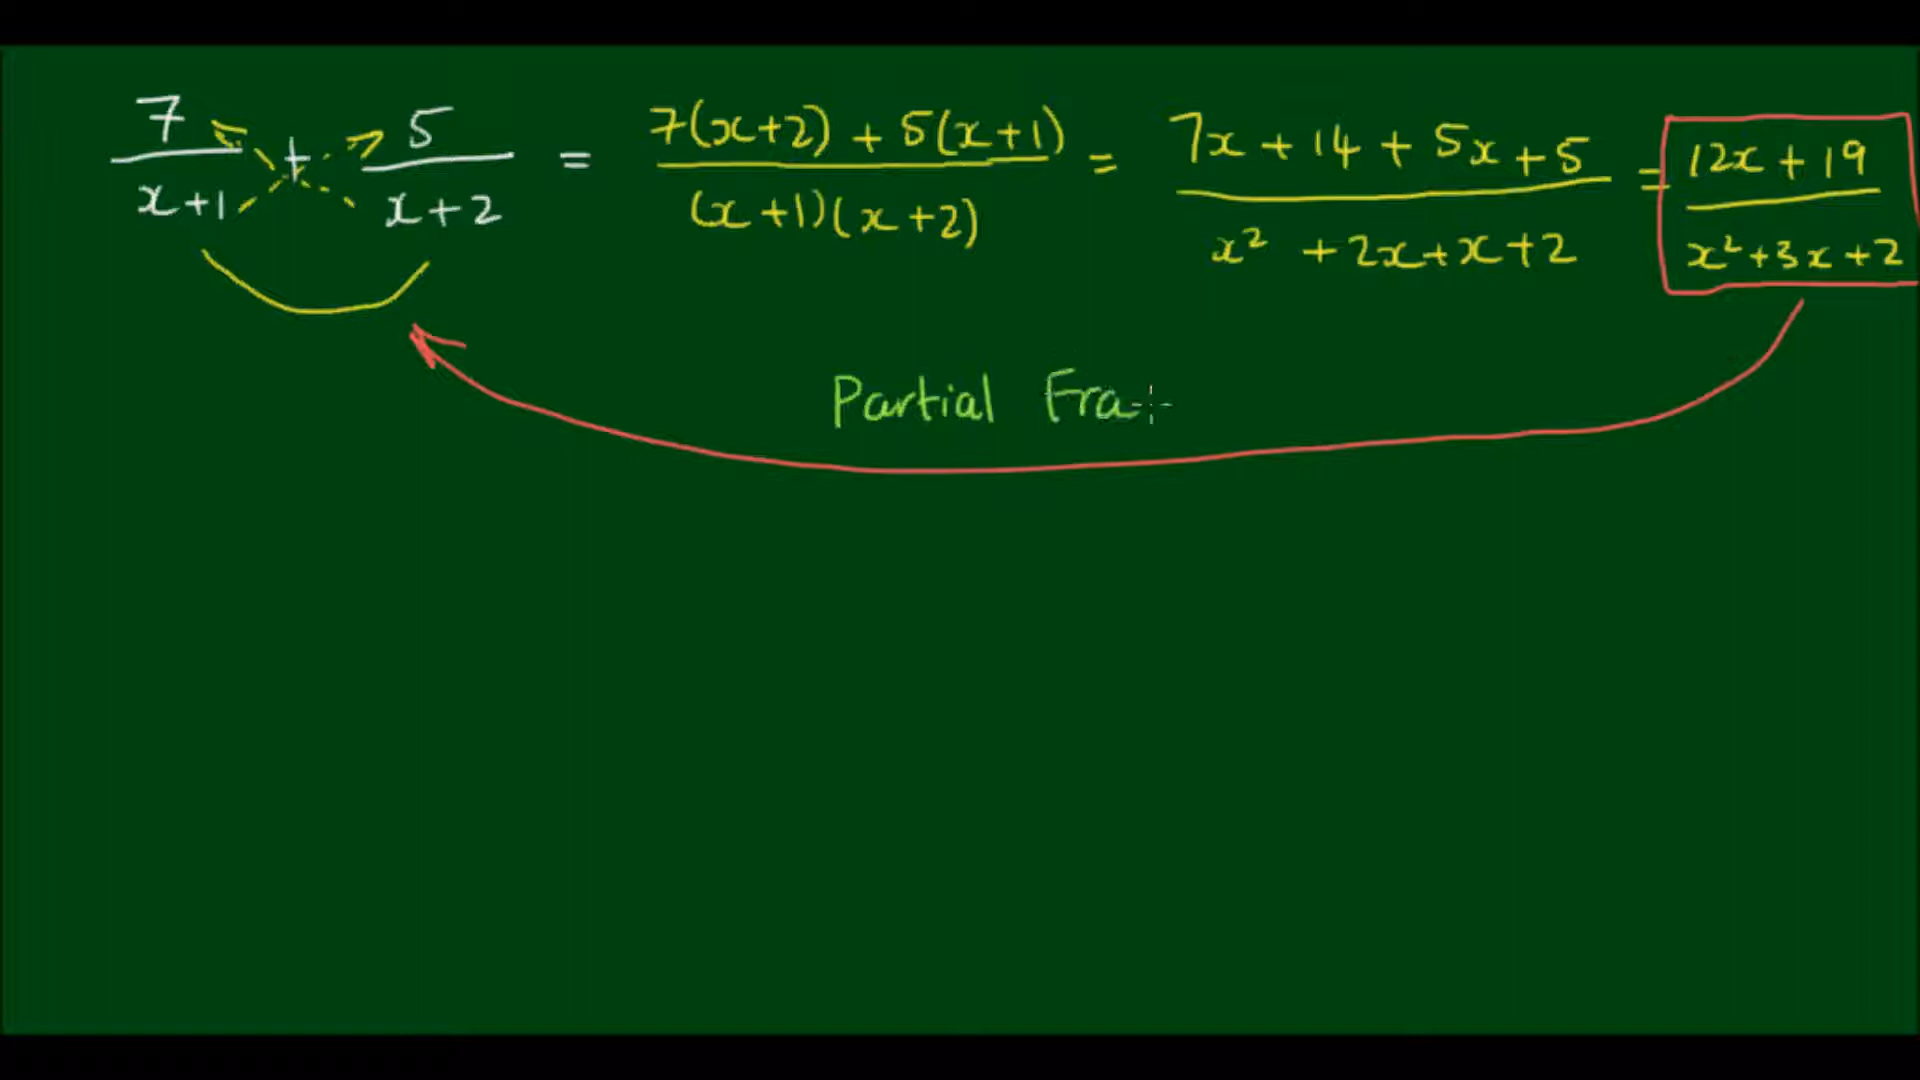 7/(x+1) + 5/(x+2) = (7(x+2) + 5(x+1))/((x+1)(x+2)) = (7x + 14 + 5x + 5)/(x² + 2x + x + 2) = (12x + 19)/(x² + 3x + 2)
Partial Fra